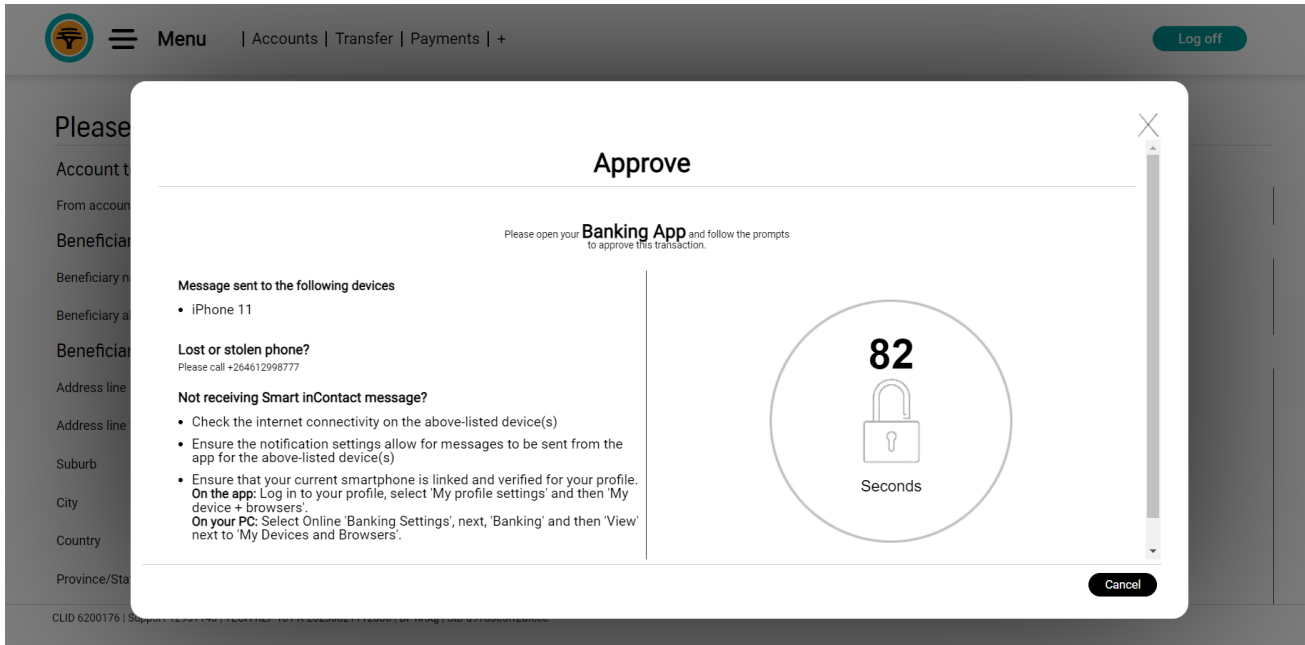 Menu | Accounts | Transfer | Payments | +
Log off
Please
Account t
From accoun
Beneficiar
Beneficiary n
Beneficiary a
Beneficiar
Address line
Address line
Suburb
City
Country
Province/Sta
Approve
Please open your Banking App and follow the prompts
to approve this transaction.
Message sent to the following devices
• iPhone 11
Lost or stolen phone?
Please call +264612998777
Not receiving Smart inContact message?
• Check the internet connectivity on the above-listed device(s)
• Ensure the notification settings allow for messages to be sent from the
app for the above-listed device(s)
• Ensure that your current smartphone is linked and verified for your profile.
On the app: Log in to your profile, select 'My profile settings' and then 'My
device + browsers'.
On your PC: Select Online 'Banking Settings', next, 'Banking' and then 'View'
next to 'My Devices and Browsers'.
82
Seconds
Cancel
CLID 6200176 |